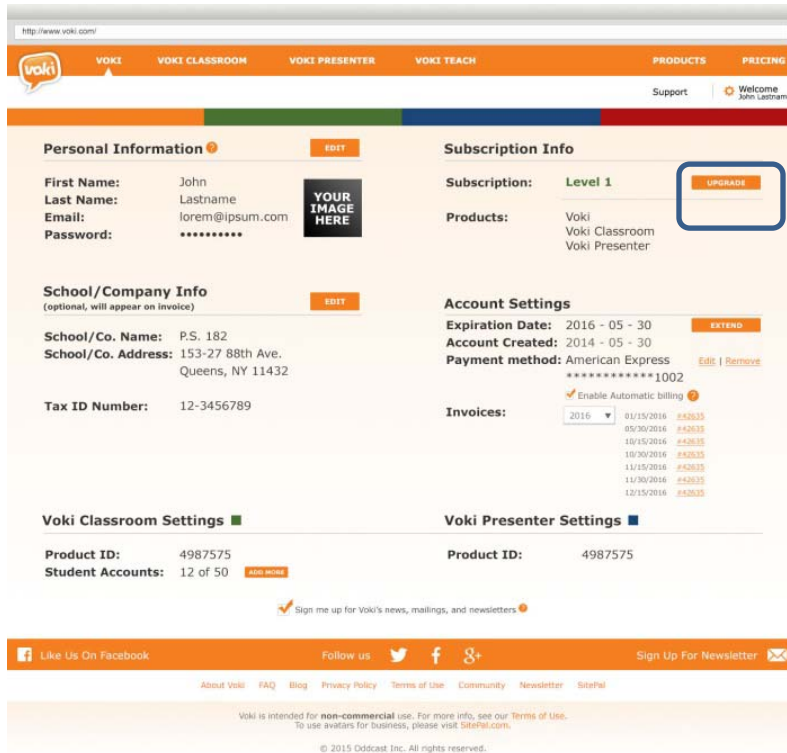 http://www.voki.com/
voki
VOKI VOKI CLASSROOM VOKI PRESENTER VOKI TEACH PRODUCTS PRICING
Support Welcome
John Lastnam
Personal Information ? EDIT
First Name: John
Last Name: Lastname
Email: lorem@ipsum.com
Password: ••••••••••
YOUR
IMAGE
HERE
Subscription Info
Subscription: Level 1 UPGRADE
Products: Voki
Voki Classroom
Voki Presenter
School/Company Info
(optional, will appear on invoice) EDIT
School/Co. Name: P.S. 182
School/Co. Address: 153-27 88th Ave.
Queens, NY 11432
Tax ID Number: 12-3456789
Account Settings
Expiration Date: 2016 - 05 - 30 EXTEND
Account Created: 2014 - 05 - 30
Payment method: American Express Edit | Remove
************1002
Enable Automatic billing ?
Invoices: 2016 ▼
01/15/2016 #42635
05/30/2016 #42635
10/15/2016 #42635
10/30/2016 #42635
11/15/2016 #42635
11/30/2016 #42635
12/15/2016 #42635
Voki Classroom Settings
Product ID: 4987575
Student Accounts: 12 of 50 ADD MORE
Voki Presenter Settings
Product ID: 4987575
Sign me up for Voki's news, mailings, and newsletters ?
Like Us On Facebook Follow us Sign Up For Newsletter
About Voki FAQ Blog Privacy Policy Terms of Use Community Newsletter SitePal
Voki is intended for non-commercial use. For more info, see our Terms of Use.
To use avatars for business, please visit SitePal.com.
© 2015 Oddcast Inc. All rights reserved.